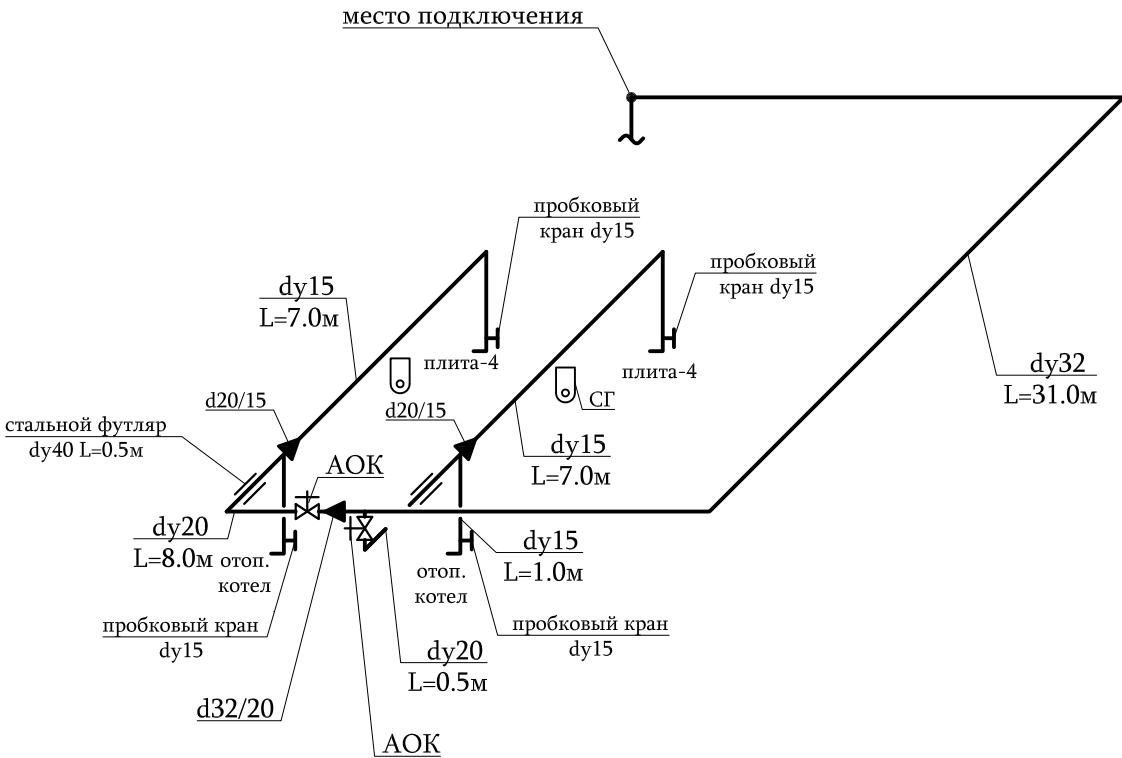 место подключения
пробковый
кран dy15
пробковый
кран dy15
dy15
L=7.0м
плита-4
плита-4
dy32
L=31.0м
d20/15
d20/15
СГ
стальной футляр
dy40 L=0.5м
dy15
L=7.0м
АОК
dy20
L=8.0м
отоп.
котел
dy15
L=1.0м
отоп.
котел
пробковый кран
dy15
пробковый кран
dy15
dy20
L=0.5м
d32/20
АОК